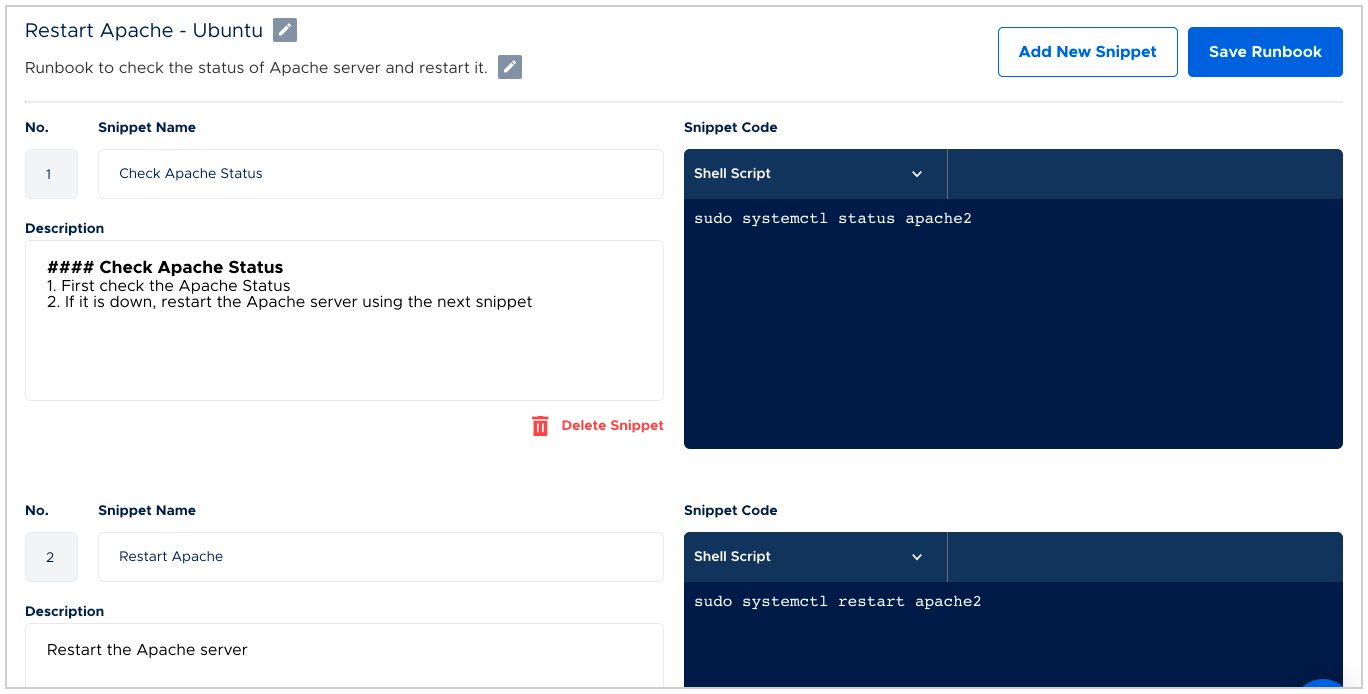 Restart Apache - Ubuntu
Runbook to check the status of Apache server and restart it.
Add New Snippet
Save Runbook
No.
Snippet Name
Snippet Code
1
Check Apache Status
Shell Script
sudo systemctl status apache2
Description
#### Check Apache Status
1. First check the Apache Status
2. If it is down, restart the Apache server using the next snippet
Delete Snippet
No.
Snippet Name
Snippet Code
2
Restart Apache
Shell Script
sudo systemctl restart apache2
Description
Restart the Apache server